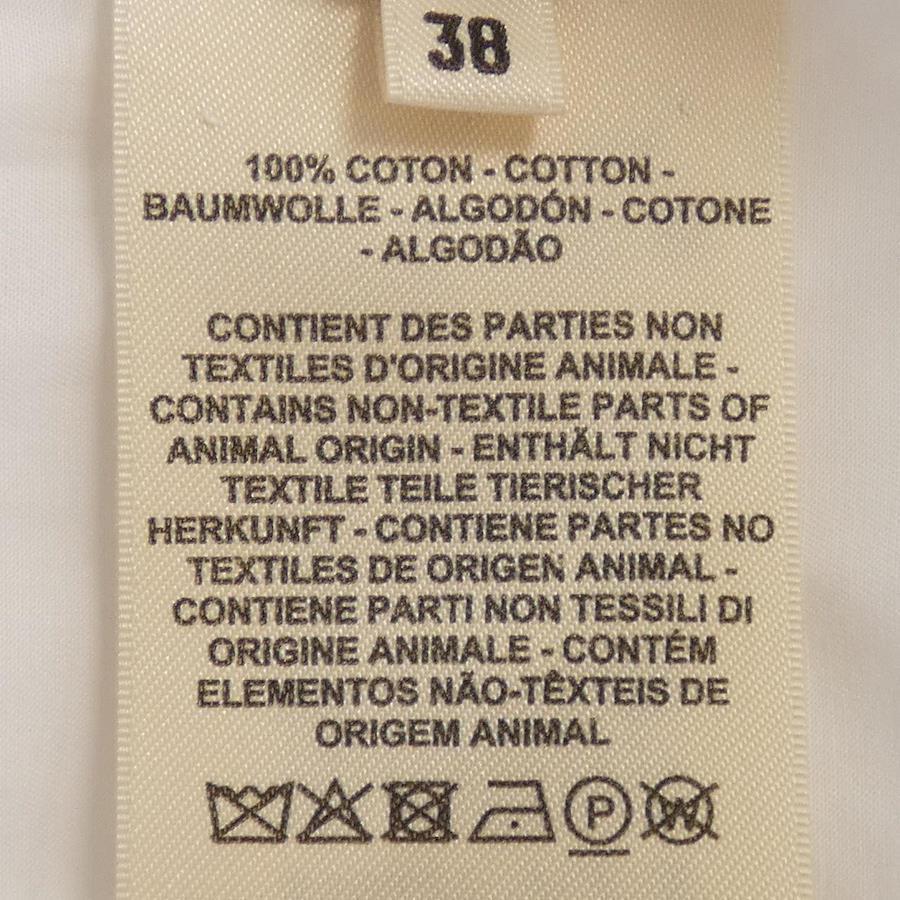 38
100% COTON - COTTON -
BAUMWOLLE - ALGODÓN - COTONE
- ALGODÃO
CONTIENT DES PARTIES NON
TEXTILES D'ORIGINE ANIMALE -
CONTAINS NON-TEXTILE PARTS OF
ANIMAL ORIGIN - ENTHÄLT NICHT
TEXTILE TEILE TIERISCHER
HERKUNFT - CONTIENE PARTES NO
TEXTILES DE ORIGEN ANIMAL -
CONTIENE PARTI NON TESSILI DI
ORIGINE ANIMALE - CONTÉM
ELEMENTOS NÃO-TÊXTEIS DE
ORIGEM ANIMAL
P W